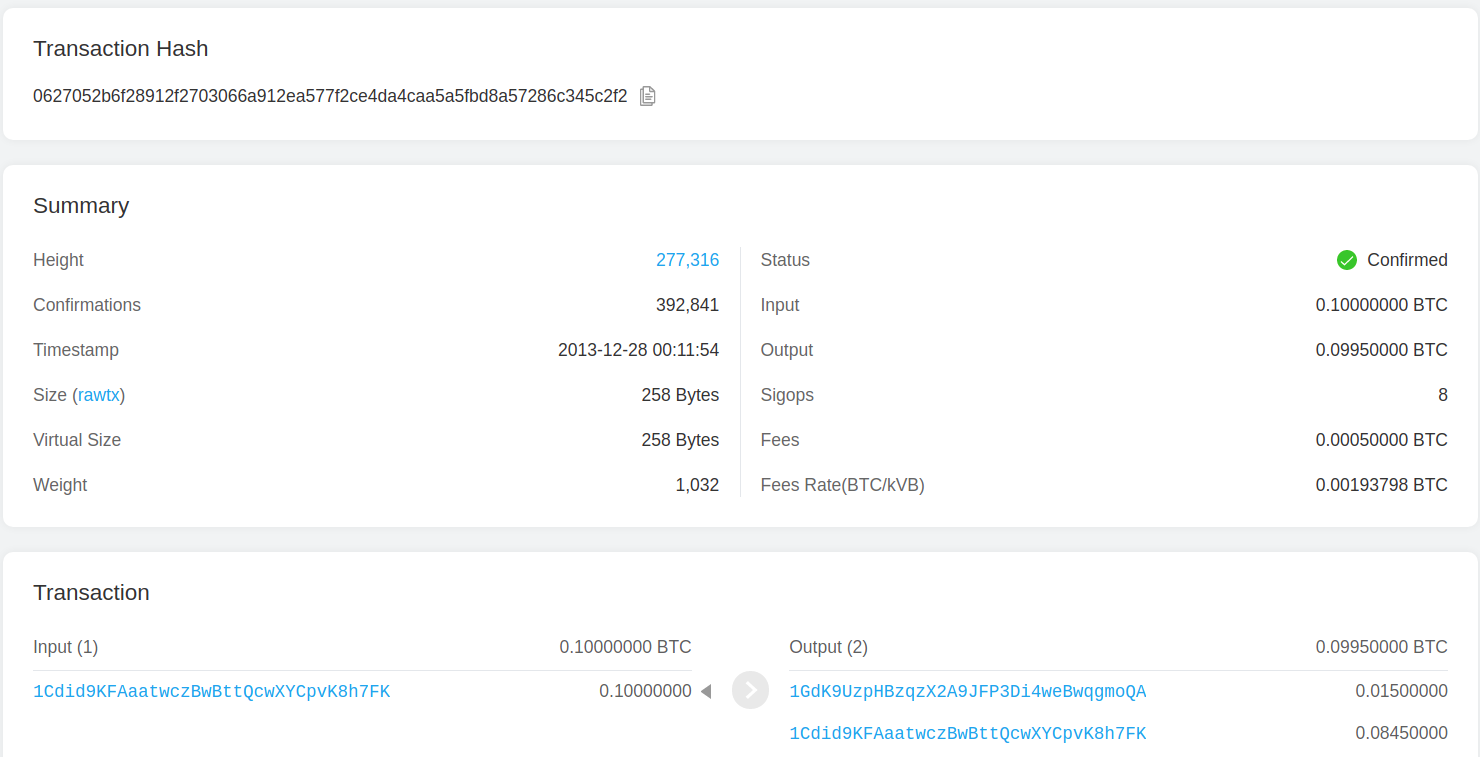 Transaction Hash
0627052b6f28912f2703066a912ea577f2ce4da4caa5a5fbd8a57286c345c2f2
Summary
Height 277,316
Status Confirmed
Confirmations 392,841
Input 0.10000000 BTC
Timestamp 2013-12-28 00:11:54
Output 0.09950000 BTC
Size (rawtx) 258 Bytes
Sigops 8
Virtual Size 258 Bytes
Fees 0.00050000 BTC
Weight 1,032
Fees Rate(BTC/kVB) 0.00193798 BTC
Transaction
Input (1) 0.10000000 BTC
Output (2) 0.09950000 BTC
1Cdid9KFAaatwczBwBttQcwXYCpvK8h7FK 0.10000000
1GdK9UzpHBzqzX2A9JFP3Di4weBwqgmoQA 0.01500000
1Cdid9KFAaatwczBwBttQcwXYCpvK8h7FK 0.08450000